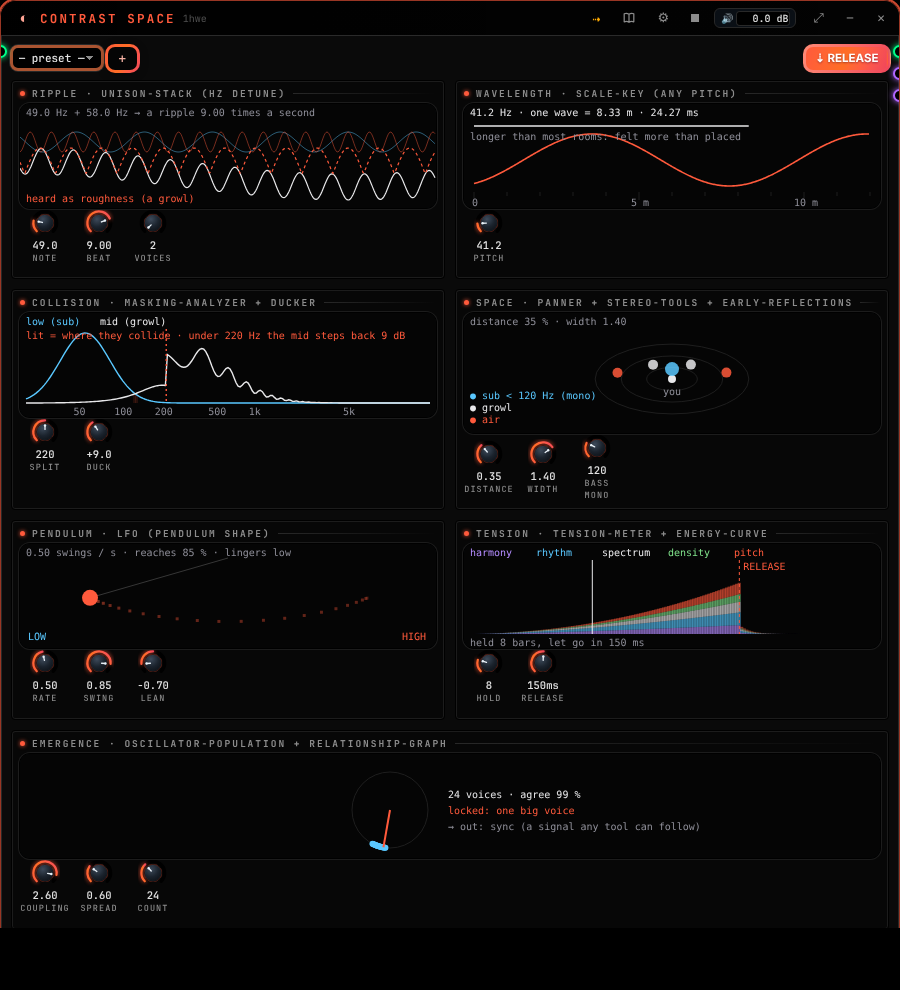 CONTRAST SPACE 1hwe
0.0 dB
— preset —
+
↓ RELEASE
RIPPLE · UNISON-STACK (HZ DETUNE)
49.0 Hz + 58.0 Hz → a ripple 9.00 times a second
heard as roughness (a growl)
49.0 9.00 2
NOTE BEAT VOICES
WAVELENGTH · SCALE-KEY (ANY PITCH)
41.2 Hz · one wave = 8.33 m · 24.27 ms
longer than most rooms: felt more than placed
0 5 m 10 m
41.2
PITCH
COLLISION · MASKING-ANALYZER + DUCKER
low (sub) mid (growl)
lit = where they collide · under 220 Hz the mid steps back 9 dB
50 100 200 500 1k 5k
220 +9.0
SPLIT DUCK
SPACE · PANNER + STEREO-TOOLS + EARLY-REFLECTIONS
distance 35 % · width 1.40
you
sub < 120 Hz (mono)
growl
air
0.35 1.40 120
DISTANCE WIDTH BASS MONO
PENDULUM · LFO (PENDULUM SHAPE)
0.50 swings / s · reaches 85 % · lingers low
LOW HIGH
0.50 0.85 -0.70
RATE SWING LEAN
TENSION · TENSION-METER + ENERGY-CURVE
harmony rhythm spectrum density pitch
RELEASE
held 8 bars, let go in 150 ms
8 150ms
HOLD RELEASE
EMERGENCE · OSCILLATOR-POPULATION + RELATIONSHIP-GRAPH
24 voices · agree 99 %
locked: one big voice
→ out: sync (a signal any tool can follow)
2.60 0.60 24
COUPLING SPREAD COUNT